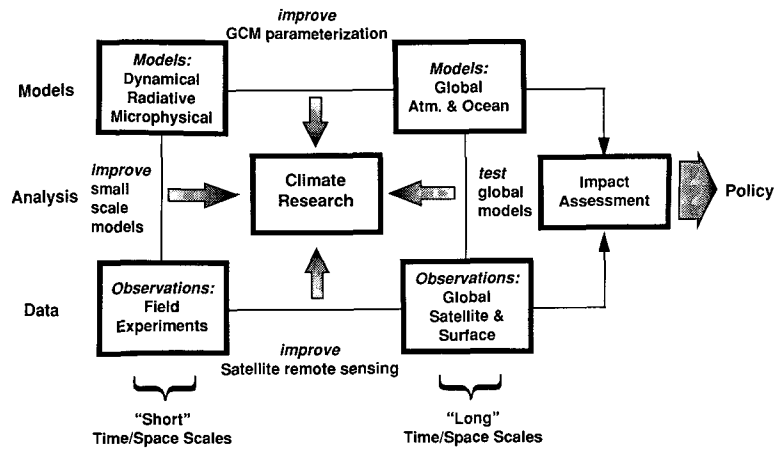 improve
GCM parameterization
Models
Models:
Dynamical
Radiative
Microphysical
Models:
Global
Atm. & Ocean
Analysis
improve
small
scale
models
Climate
Research
test
global
models
Impact
Assessment
Policy
Data
Observations:
Field
Experiments
Observations:
Global
Satellite &
Surface
improve
Satellite remote sensing
"Short"
Time/Space Scales
"Long"
Time/Space Scales